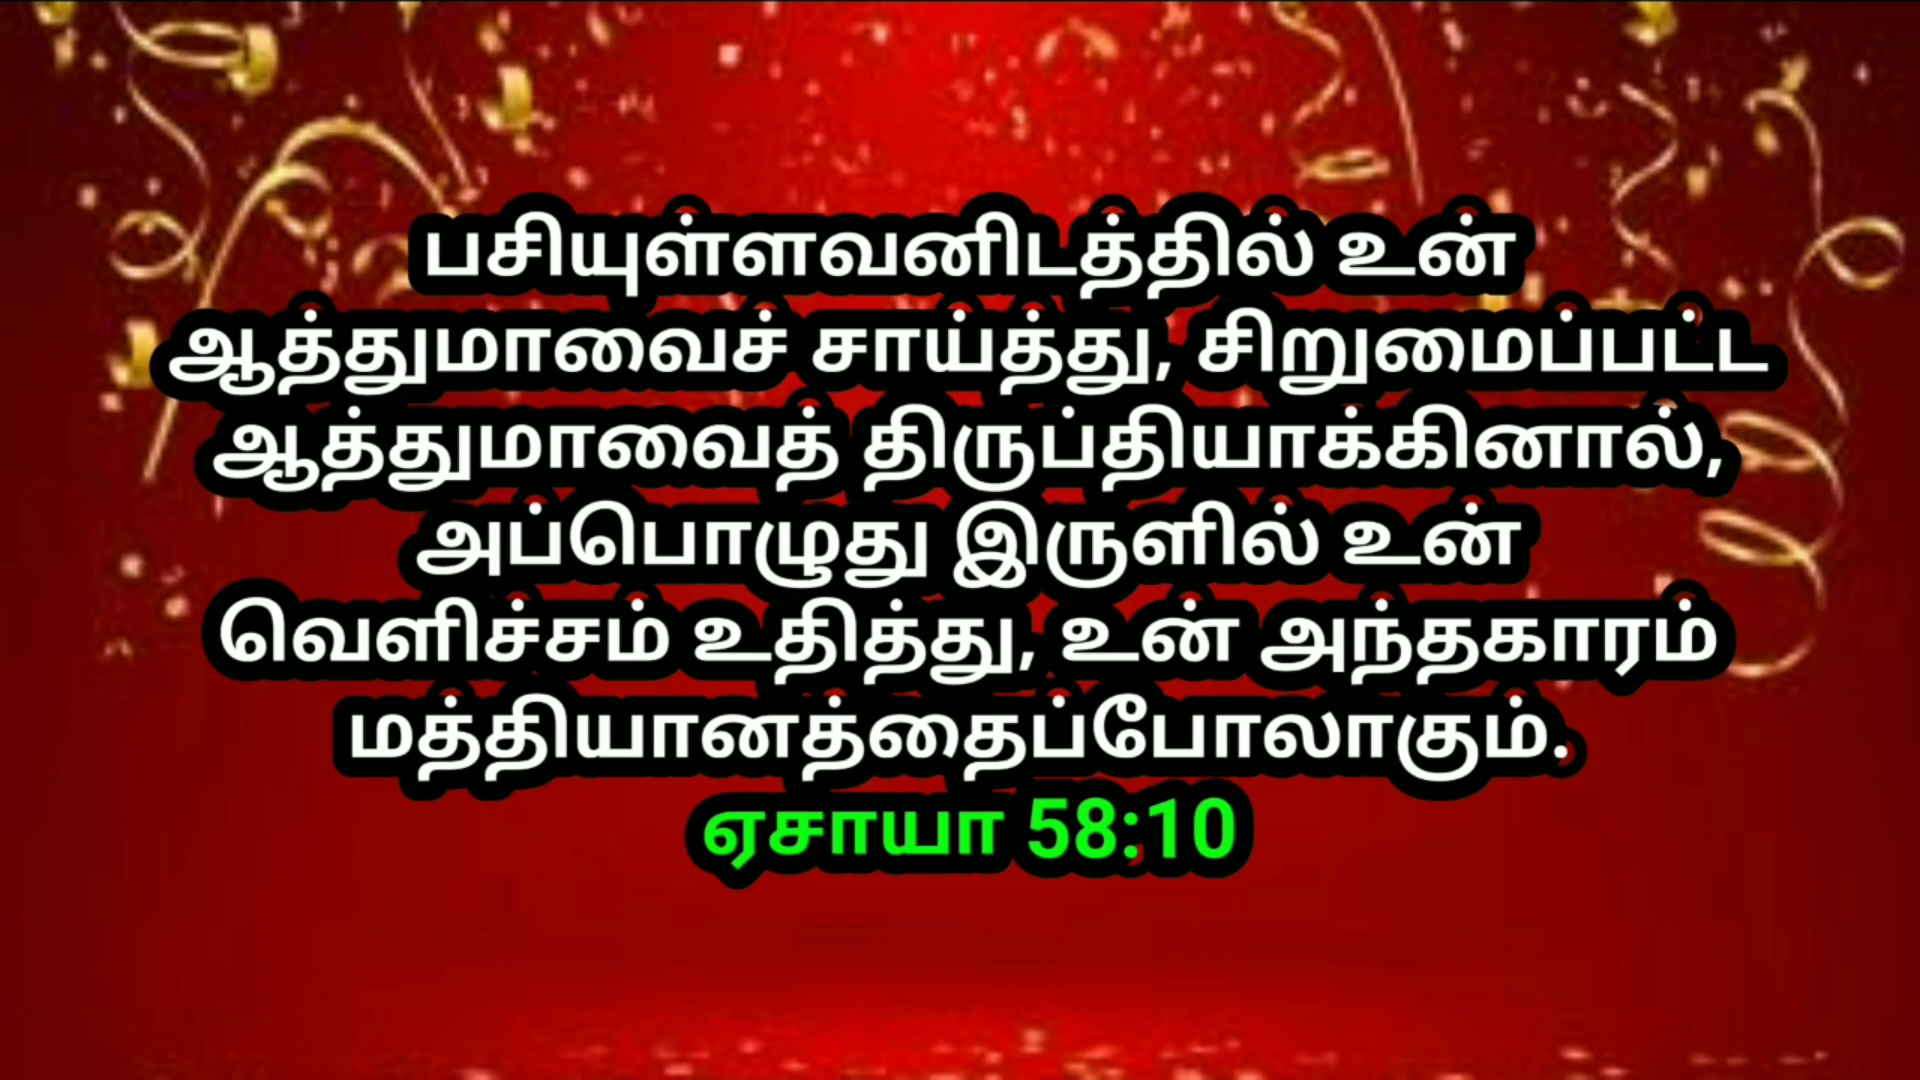 பசியுள்ளவனிடத்தில் உன்
ஆத்துமாவைச் சாய்த்து, சிறுமைப்பட்ட
ஆத்துமாவைத் திருப்தியாக்கினால்,
அப்பொழுது இருளில் உன்
வெளிச்சம் உதித்து, உன் அந்தகாரம்
மத்தியானத்தைப்போலாகும்.
ஏசாயா 58:10